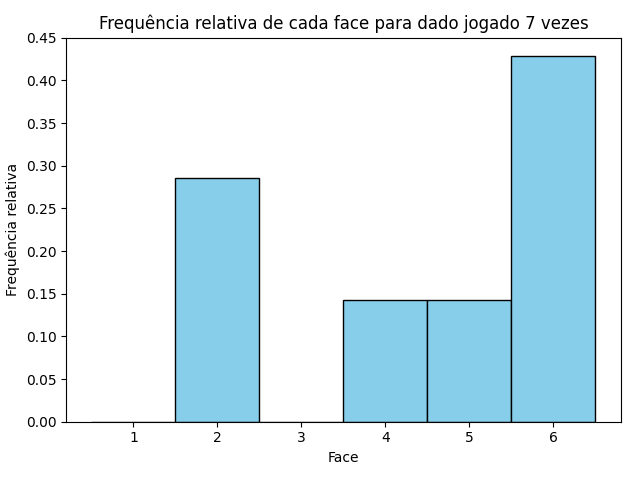 Frequência relativa de cada face para dado jogado 7 vezes
0.45
0.40
0.35
0.30
0.25
0.20
0.15
0.10
0.05
0.00
Frequência relativa
1 2 3 4 5 6
Face